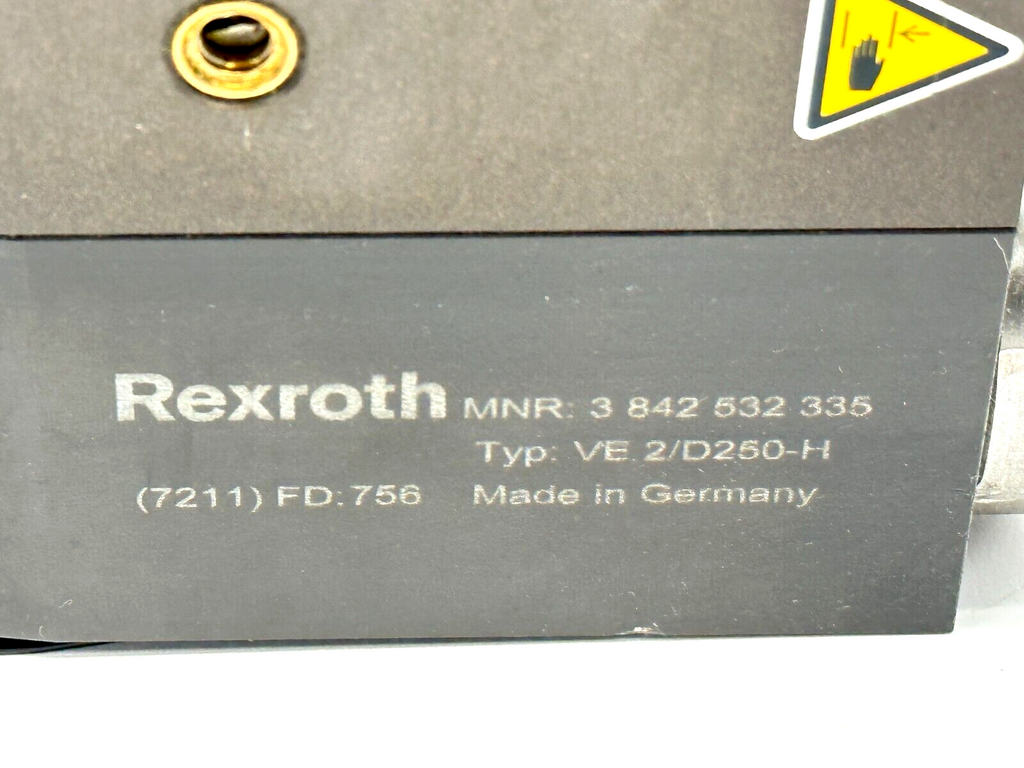 Rexroth MNR: 3 842 532 335
Typ: VE 2/D250-H
(7211) FD: 756 Made in Germany